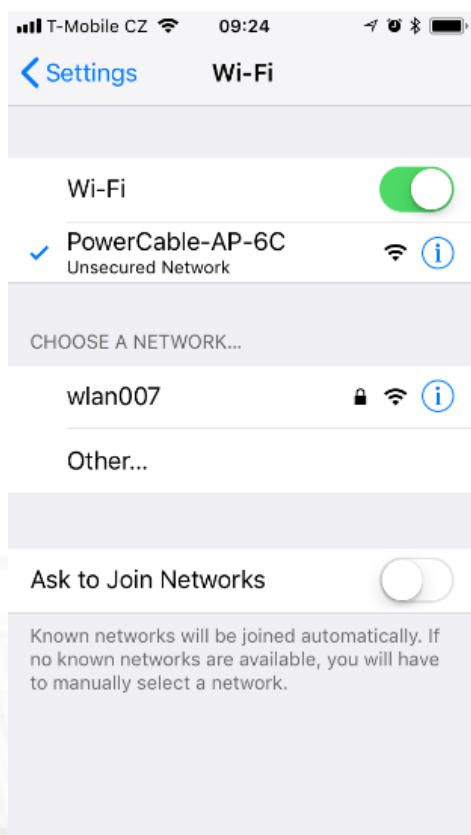 T-Mobile CZ 09:24
Settings Wi-Fi
Wi-Fi
PowerCable-AP-6C
Unsecured Network
CHOOSE A NETWORK...
wlan007
Other...
Ask to Join Networks
Known networks will be joined automatically. If
no known networks are available, you will have
to manually select a network.